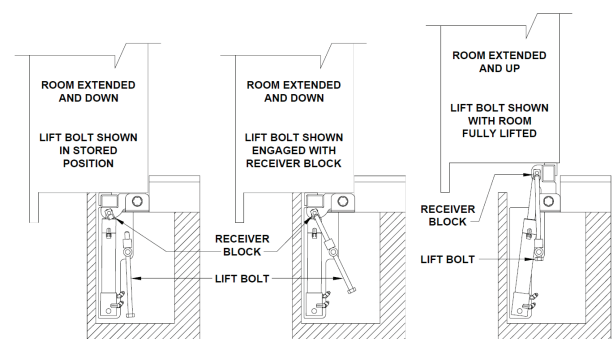 ROOM EXTENDED
AND DOWN
LIFT BOLT SHOWN
IN STORED
POSITION
ROOM EXTENDED
AND DOWN
LIFT BOLT SHOWN
ENGAGED WITH
RECEIVER BLOCK
ROOM EXTENDED
AND UP
LIFT BOLT SHOWN
WITH ROOM
FULLY LIFTED
RECEIVER
BLOCK
LIFT BOLT
RECEIVER
BLOCK
LIFT BOLT